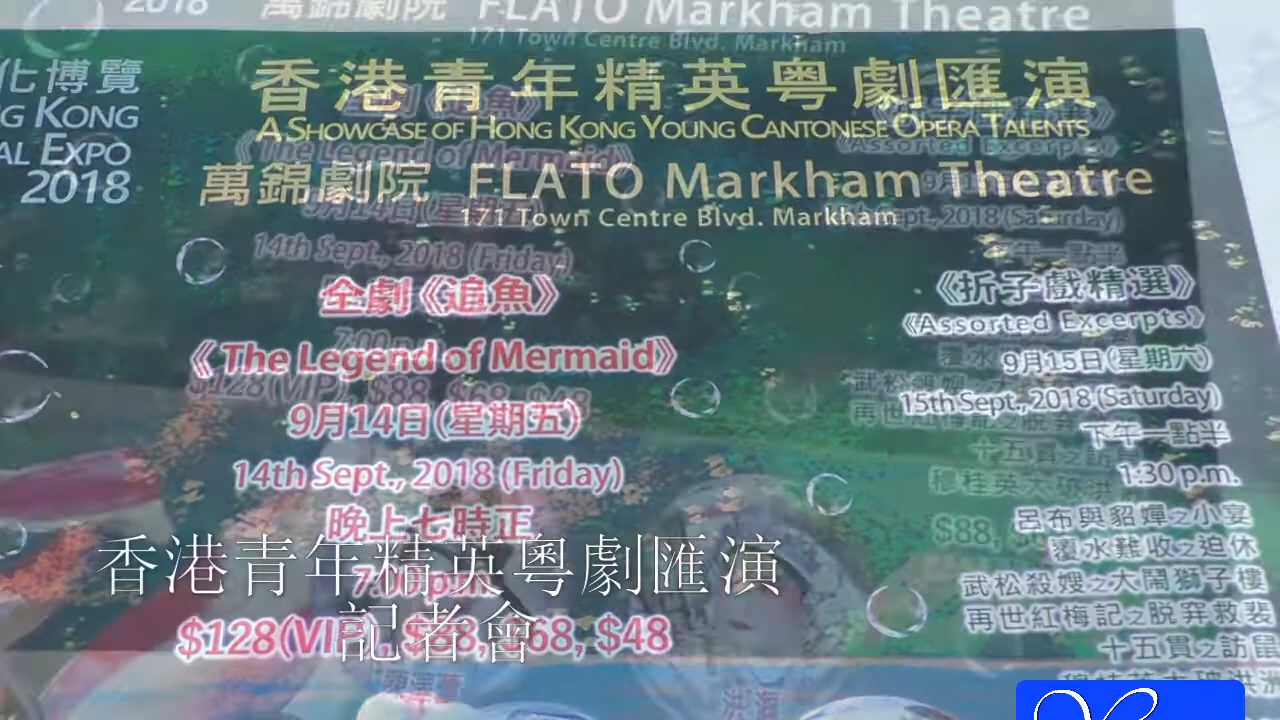 2018 萬錦劇院 FLATO Markham Theatre
171 Town Centre Blvd. Markham
化博覽
G KONG
AL EXPO
2018
香港青年精英粵劇匯演
A SHOWCASE OF HONG KONG YOUNG CANTONESE OPERA TALENTS
萬錦劇院 FLATO Markham Theatre
171 Town Centre Blvd. Markham
14th Sept., 2018 (Friday)
全劇《追魚》
《The Legend of Mermaid》
9月14日(星期五)
14th Sept., 2018 (Friday)
晚上七時正
7:00p.m.
$128(VIP), $88, $68, $48
《折子戲精選》
《Assorted Excerpts》
9月15日(星期六)
15th Sept., 2018 (Saturday)
下午一點半
1:30 p.m.
呂布與貂嬋之小宴
覆水難收之迫休
武松殺嫂之大鬧獅子樓
再世紅梅記之脱穽救裴
十五貫之訪鼠
香港青年精英粵劇匯演
記者會